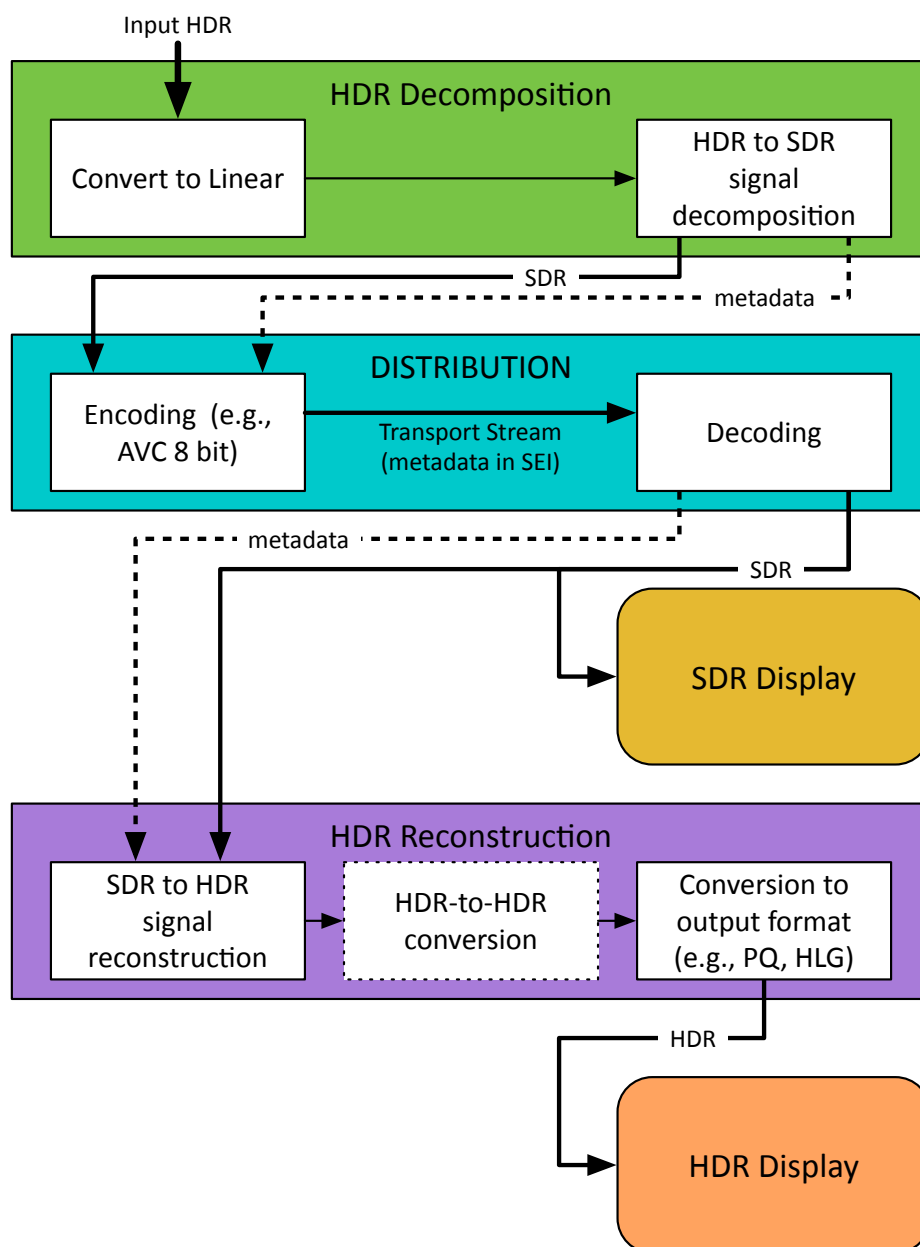 Input HDR
HDR Decomposition
Convert to Linear
HDR to SDR
signal
decomposition
SDR
metadata
DISTRIBUTION
Encoding (e.g.,
AVC 8 bit)
Transport Stream
(metadata in SEI)
Decoding
metadata
SDR
SDR Display
HDR Reconstruction
SDR to HDR
signal
reconstruction
HDR-to-HDR
conversion
Conversion to
output format
(e.g., PQ, HLG)
HDR
HDR Display